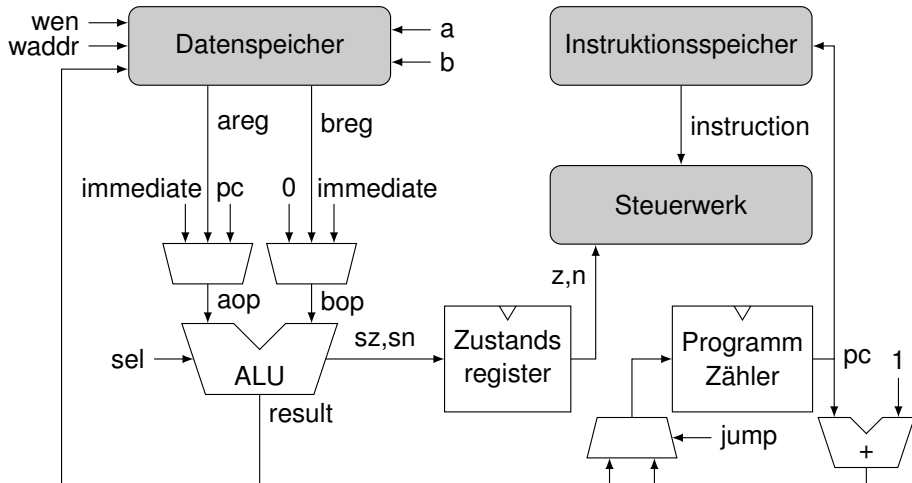 wen
waddr
Datenspeicher
a
b
Instruktionsspeicher
areg
breg
instruction
immediate
pc
0
immediate
Steuerwerk
aop
bop
z,n
sel
ALU
sz,sn
Zustands
register
Programm
Zähler
pc
1
result
jump
+